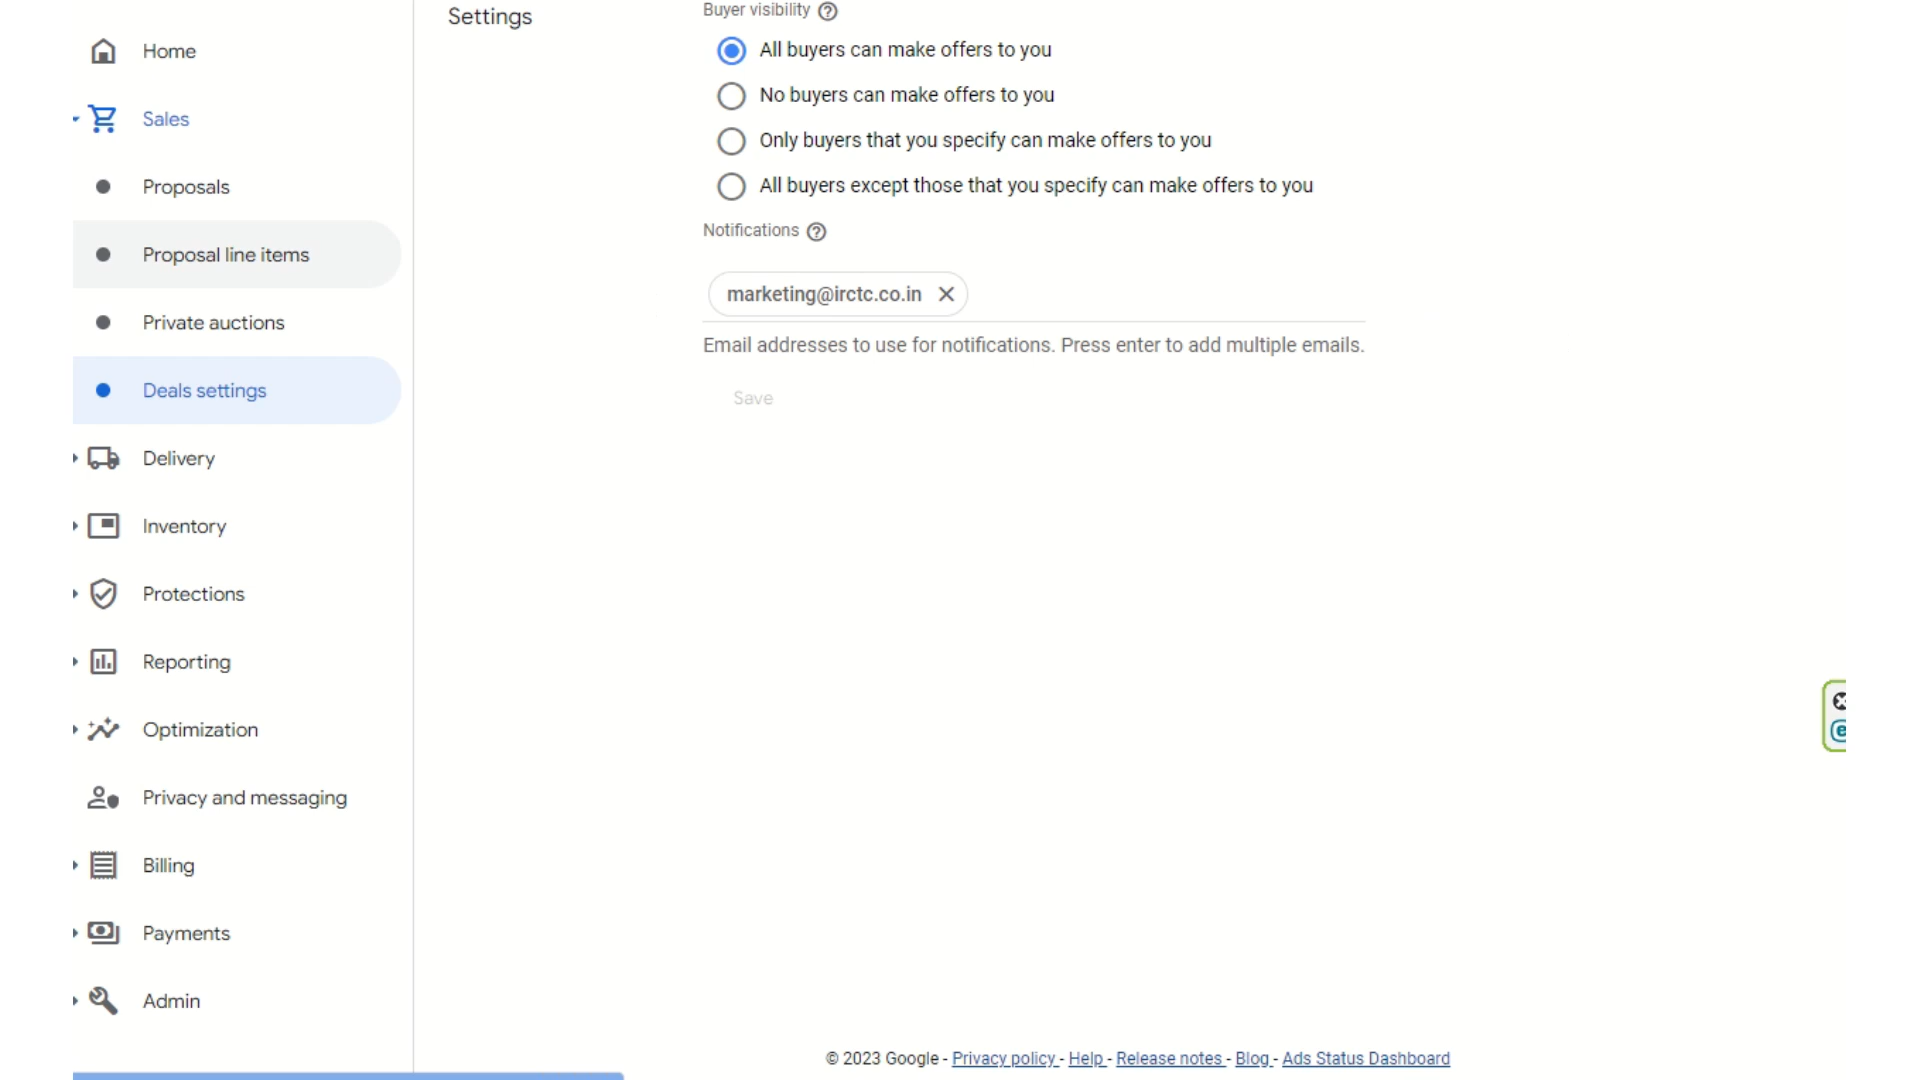 Settings
Home
Sales
Proposals
Proposal line items
Private auctions
Deals settings
Delivery
Inventory
Protections
Reporting
Optimization
Privacy and messaging
Billing
Payments
Admin
Buyer visibility
All buyers can make offers to you
No buyers can make offers to you
Only buyers that you specify can make offers to you
All buyers except those that you specify can make offers to you
Notifications
marketing@irctc.co.in
Email addresses to use for notifications. Press enter to add multiple emails.
Save
© 2023 Google - Privacy policy - Help - Release notes - Blog - Ads Status Dashboard